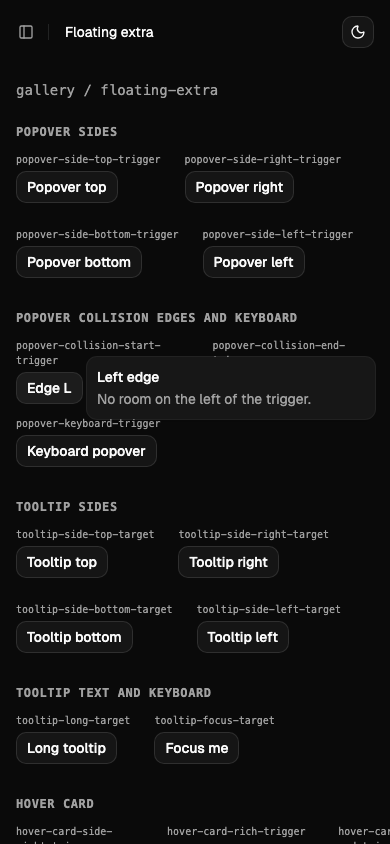 Floating extra
gallery / floating-extra
POPOVER SIDES
popover-side-top-trigger
popover-side-right-trigger
Popover top
Popover right
popover-side-bottom-trigger
popover-side-left-trigger
Popover bottom
Popover left
POPOVER COLLISION EDGES AND KEYBOARD
popover-collision-start-
trigger
popover-collision-end-
Edge L
Left edge
No room on the left of the trigger.
popover-keyboard-trigger
Keyboard popover
TOOLTIP SIDES
tooltip-side-top-target
tooltip-side-right-target
Tooltip top
Tooltip right
tooltip-side-bottom-target
tooltip-side-left-target
Tooltip bottom
Tooltip left
TOOLTIP TEXT AND KEYBOARD
tooltip-long-target
tooltip-focus-target
Long tooltip
Focus me
HOVER CARD
hover-card-side-
hover-card-rich-trigger
hover-car